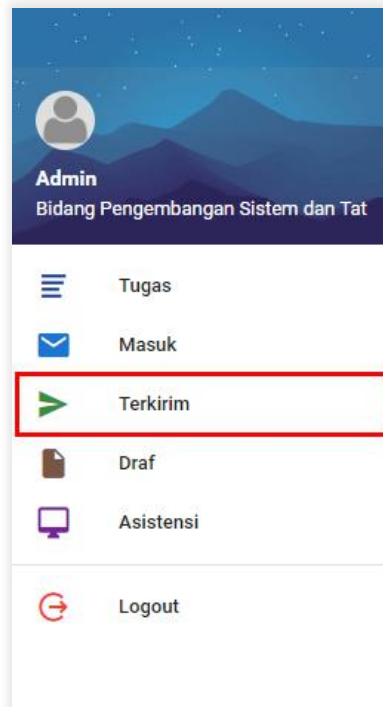 Admin
Bidang Pengembangan Sistem dan Tat
Tugas
Masuk
Terkirim
Draf
Asistensi
Logout